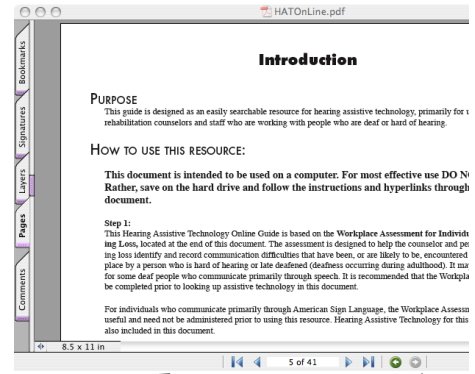 HATOnLine.pdf
Bookmarks
Signatures
Layers
Pages
Comments
Introduction
PURPOSE
This guide is designed as an easily searchable resource for hearing assistive technology, primarily for u
rehabilitation counselors and staff who are working with people who are deaf or hard of hearing.
HOW TO USE THIS RESOURCE:
This document is intended to be used on a computer. For most effective use DO NO
Rather, save on the hard drive and follow the instructions and hyperlinks through
document.
Step 1:
This Hearing Assistive Technology Online Guide is based on the Workplace Assessment for Individu
ing Loss, located at the end of this document. The assessment is designed to help the counselor and per
ing loss identify and record communication difficulties that have been, or are likely to be, encountered
place by a person who is hard of hearing or late deafened (deafness occurring during adulthood). It may
for some deaf people who communicate primarily through speech. It is recommended that the Workpla
be completed prior to looking up assistive technology in this document.
For individuals who communicate primarily through American Sign Language, the Workplace Assessm
useful and need not be administered prior to using this resource. Hearing Assistive Technology for this
also included in this document.
8.5 x 11 in
5 of 41